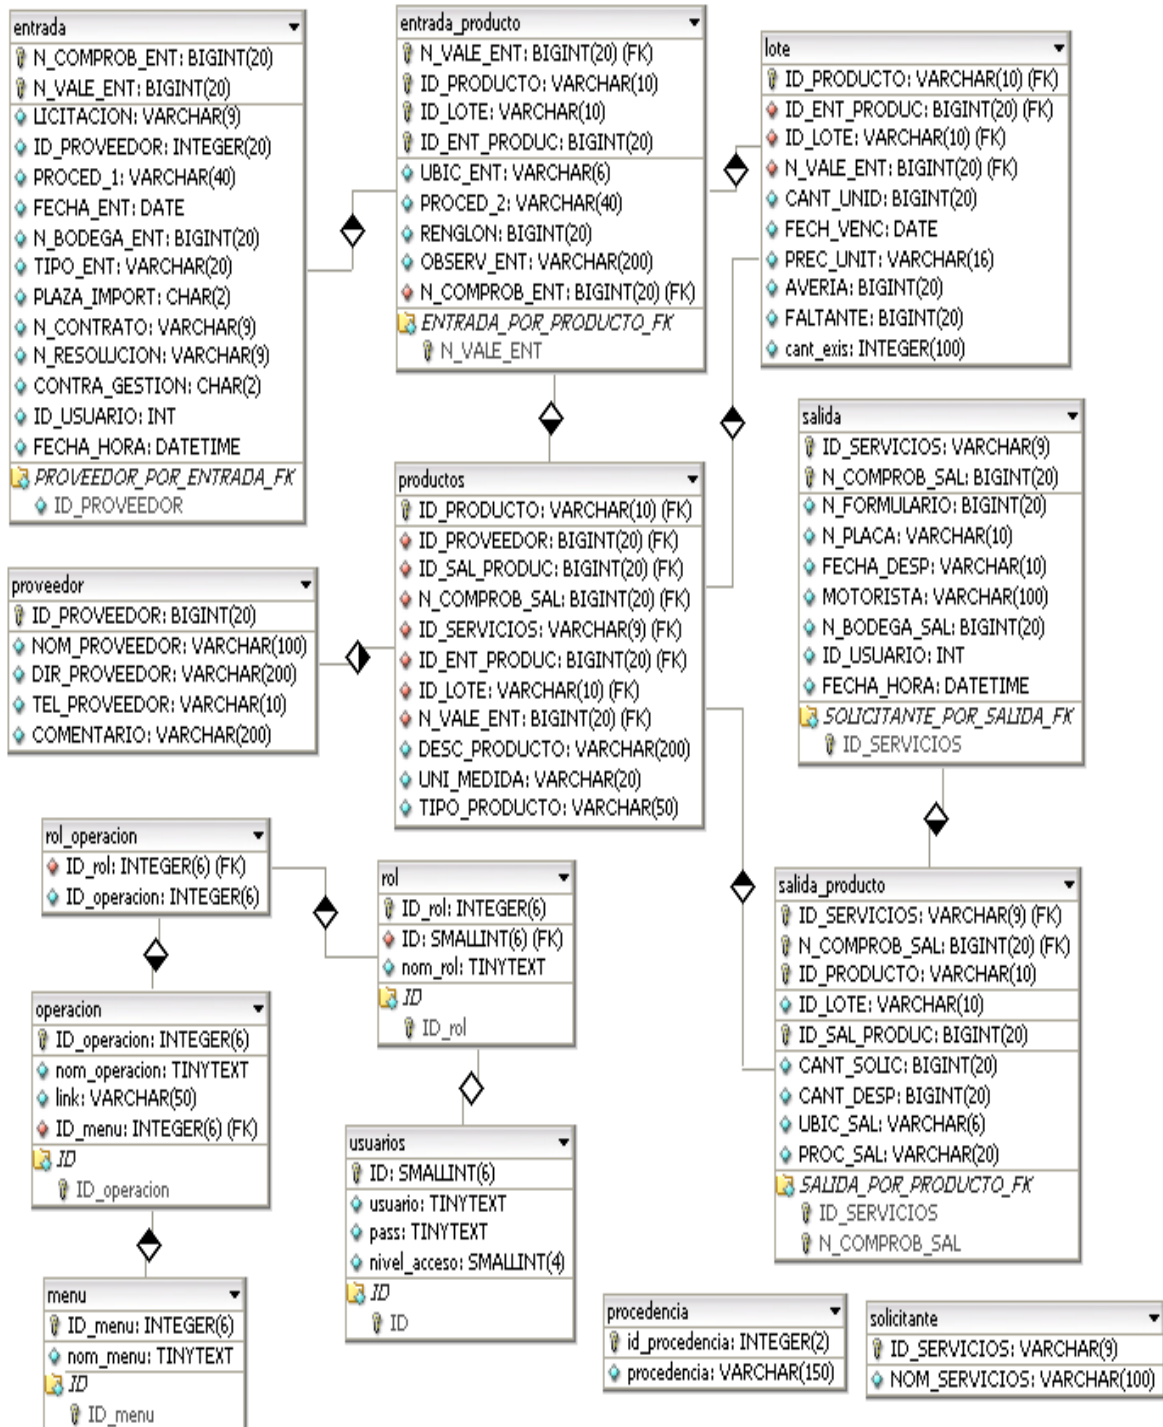 entrada
N_COMPROB_ENT: BIGINT(20)
N_VALE_ENT: BIGINT(20)
LICITACION: VARCHAR(9)
ID_PROVEEDOR: INTEGER(20)
PROCED_1: VARCHAR(40)
FECHA_ENT: DATE
N_BODEGA_ENT: BIGINT(20)
TIPO_ENT: VARCHAR(20)
PLAZA_IMPORT: CHAR(2)
N_CONTRATO: VARCHAR(9)
N_RESOLUCION: VARCHAR(9)
CONTRA_GESTION: CHAR(2)
ID_USUARIO: INT
FECHA_HORA: DATETIME
PROVEEDOR_POR_ENTRADA_FK
ID_PROVEEDOR
entrada_producto
N_VALE_ENT: BIGINT(20) (FK)
ID_PRODUCTO: VARCHAR(10)
ID_LOTE: VARCHAR(10)
ID_ENT_PRODUC: BIGINT(20)
UBIC_ENT: VARCHAR(6)
PROCED_2: VARCHAR(40)
RENGLON: BIGINT(20)
OBSERV_ENT: VARCHAR(200)
N_COMPROB_ENT: BIGINT(20) (FK)
ENTRADA_POR_PRODUCTO_FK
N_VALE_ENT
lote
ID_PRODUCTO: VARCHAR(10) (FK)
ID_ENT_PRODUC: BIGINT(20) (FK)
ID_LOTE: VARCHAR(10) (FK)
N_VALE_ENT: BIGINT(20) (FK)
CANT_UNID: BIGINT(20)
FECH_VENC: DATE
PREC_UNIT: VARCHAR(16)
AVERIA: BIGINT(20)
FALTANTE: BIGINT(20)
cant_exis: INTEGER(100)
salida
ID_SERVICIOS: VARCHAR(9)
N_COMPROB_SAL: BIGINT(20)
N_FORMULARIO: BIGINT(20)
N_PLACA: VARCHAR(10)
FECHA_DESP: VARCHAR(10)
MOTORISTA: VARCHAR(100)
N_BODEGA_SAL: BIGINT(20)
ID_USUARIO: INT
FECHA_HORA: DATETIME
SOLICITANTE_POR_SALIDA_FK
ID_SERVICIOS
productos
ID_PRODUCTO: VARCHAR(10) (FK)
ID_PROVEEDOR: BIGINT(20) (FK)
ID_SAL_PRODUC: BIGINT(20) (FK)
N_COMPROB_SAL: BIGINT(20) (FK)
ID_SERVICIOS: VARCHAR(9) (FK)
ID_ENT_PRODUC: BIGINT(20) (FK)
ID_LOTE: VARCHAR(10) (FK)
N_VALE_ENT: BIGINT(20) (FK)
DESC_PRODUCTO: VARCHAR(200)
UNI_MEDIDA: VARCHAR(20)
TIPO_PRODUCTO: VARCHAR(50)
proveedor
ID_PROVEEDOR: BIGINT(20)
NOM_PROVEEDOR: VARCHAR(100)
DIR_PROVEEDOR: VARCHAR(200)
TEL_PROVEEDOR: VARCHAR(10)
COMENTARIO: VARCHAR(200)
rol_operacion
ID_rol: INTEGER(6) (FK)
ID_operacion: INTEGER(6)
rol
ID_rol: INTEGER(6)
ID: SMALLINT(6) (FK)
nom_rol: TINYTEXT
ID
ID_rol
salida_producto
ID_SERVICIOS: VARCHAR(9) (FK)
N_COMPROB_SAL: BIGINT(20) (FK)
ID_PRODUCTO: VARCHAR(10)
ID_LOTE: VARCHAR(10)
ID_SAL_PRODUC: BIGINT(20)
CANT_SOLIC: BIGINT(20)
CANT_DESP: BIGINT(20)
UBIC_SAL: VARCHAR(6)
PROC_SAL: VARCHAR(20)
SALIDA_POR_PRODUCTO_FK
ID_SERVICIOS
N_COMPROB_SAL
operacion
ID_operacion: INTEGER(6)
nom_operacion: TINYTEXT
link: VARCHAR(50)
ID_menu: INTEGER(6) (FK)
ID
ID_operacion
usuarios
ID: SMALLINT(6)
usuario: TINYTEXT
pass: TINYTEXT
nivel_acceso: SMALLINT(4)
ID
ID
menu
ID_menu: INTEGER(6)
nom_menu: TINYTEXT
ID
ID_menu
procedencia
id_procedencia: INTEGER(2)
procedencia: VARCHAR(150)
solicitante
ID_SERVICIOS: VARCHAR(9)
NOM_SERVICIOS: VARCHAR(100)